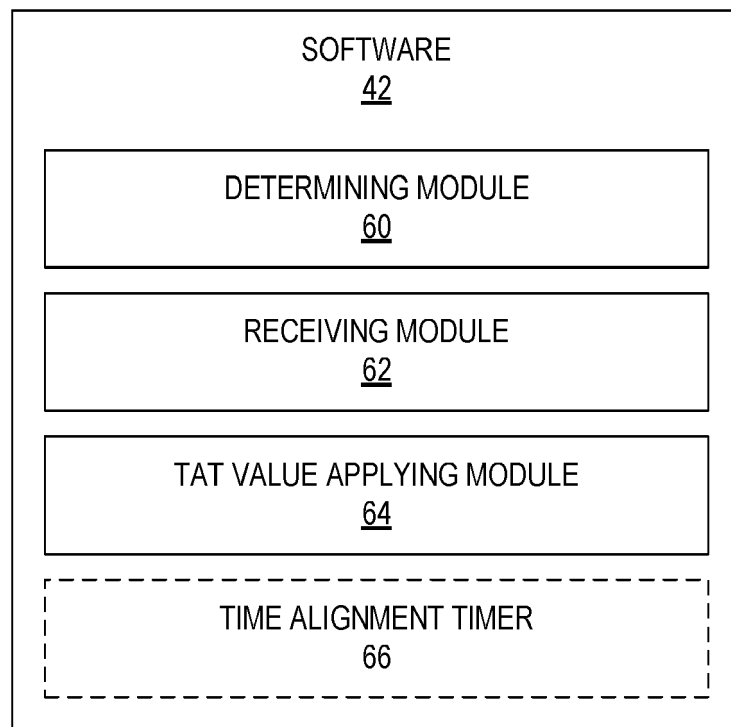 SOFTWARE
42
DETERMINING MODULE
60
RECEIVING MODULE
62
TAT VALUE APPLYING MODULE
64
TIME ALIGNMENT TIMER
66